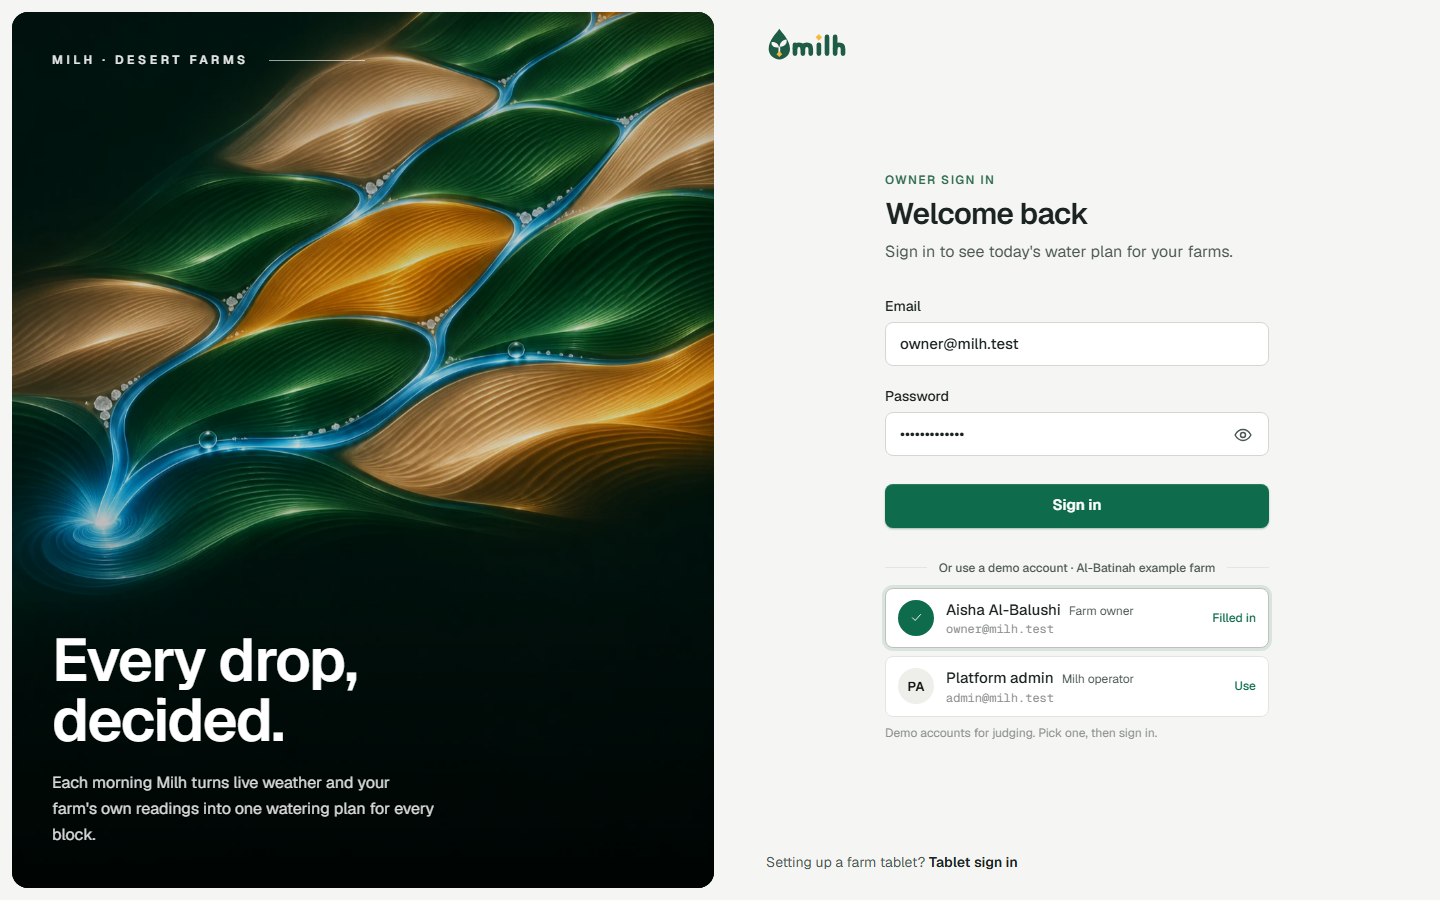 MILH · DESERT FARMS
Every drop,
decided.
Each morning Milh turns live weather and your
farm's own readings into one watering plan for every
block.
milh
OWNER SIGN IN
Welcome back
Sign in to see today's water plan for your farms.
Email
owner@milh.test
Password
•••••••••••••
Sign in
Or use a demo account · Al-Batinah example farm
Aisha Al-Balushi Farm owner
owner@milh.test
Filled in
PA
Platform admin Milh operator
admin@milh.test
Use
Demo accounts for judging. Pick one, then sign in.
Setting up a farm tablet? Tablet sign in